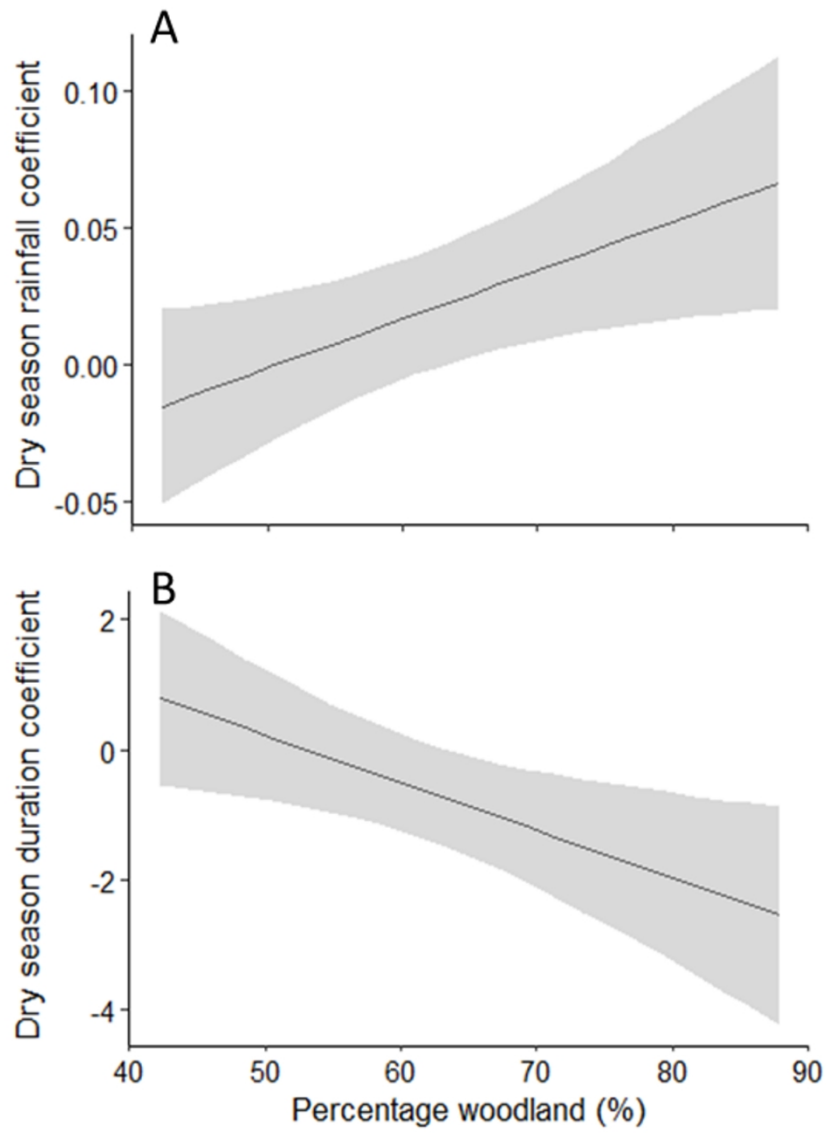 A
Dry season rainfall coefficient
0.10
0.05
0.00
-0.05
B
Dry season duration coefficient
2
0
-2
-4
40 50 60 70 80 90
Percentage woodland (%)